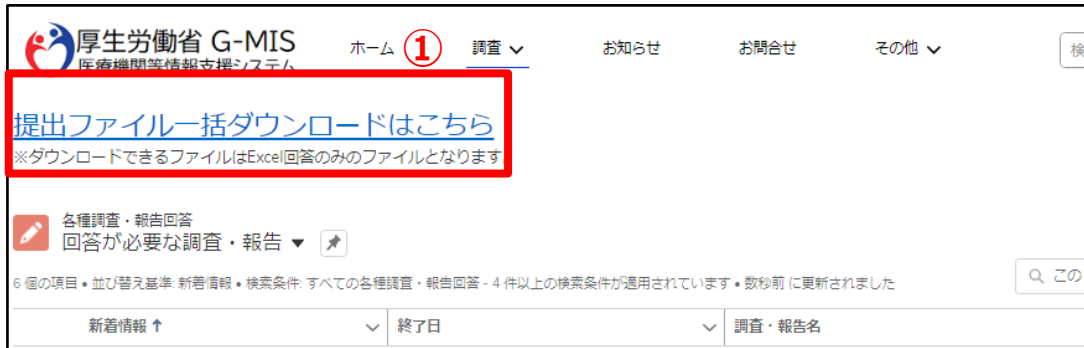 厚生労働省 G-MIS
医療機関等情報支援システム
ホーム ① 調査 お知らせ お問合せ その他 検
提出ファイル一括ダウンロードはこちら
※ダウンロードできるファイルはExcel回答のみのファイルとなります。
各種調査・報告回答
回答が必要な調査・報告 ▼
6 個の項目 • 並び替え基準: 新着情報 • 検索条件: すべての各種調査・報告回答 - 4 件以上の検索条件が適用されています • 数秒前 に更新されました
この
新着情報 ↑ 終了日 調査・報告名